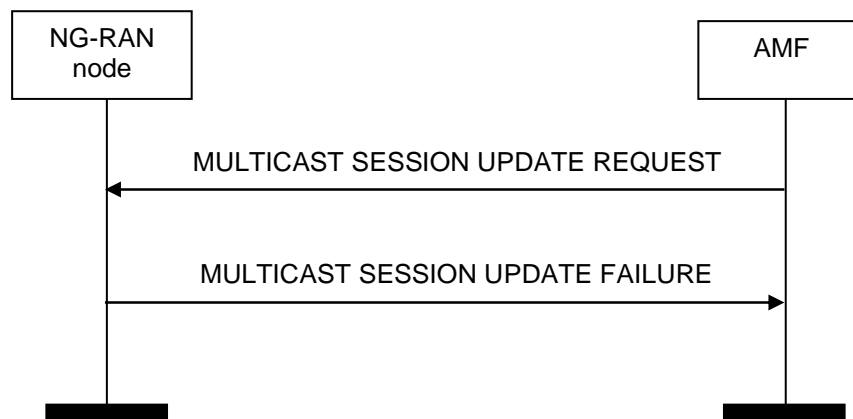 NG-RAN
node
AMF
MULTICAST SESSION UPDATE REQUEST
MULTICAST SESSION UPDATE FAILURE